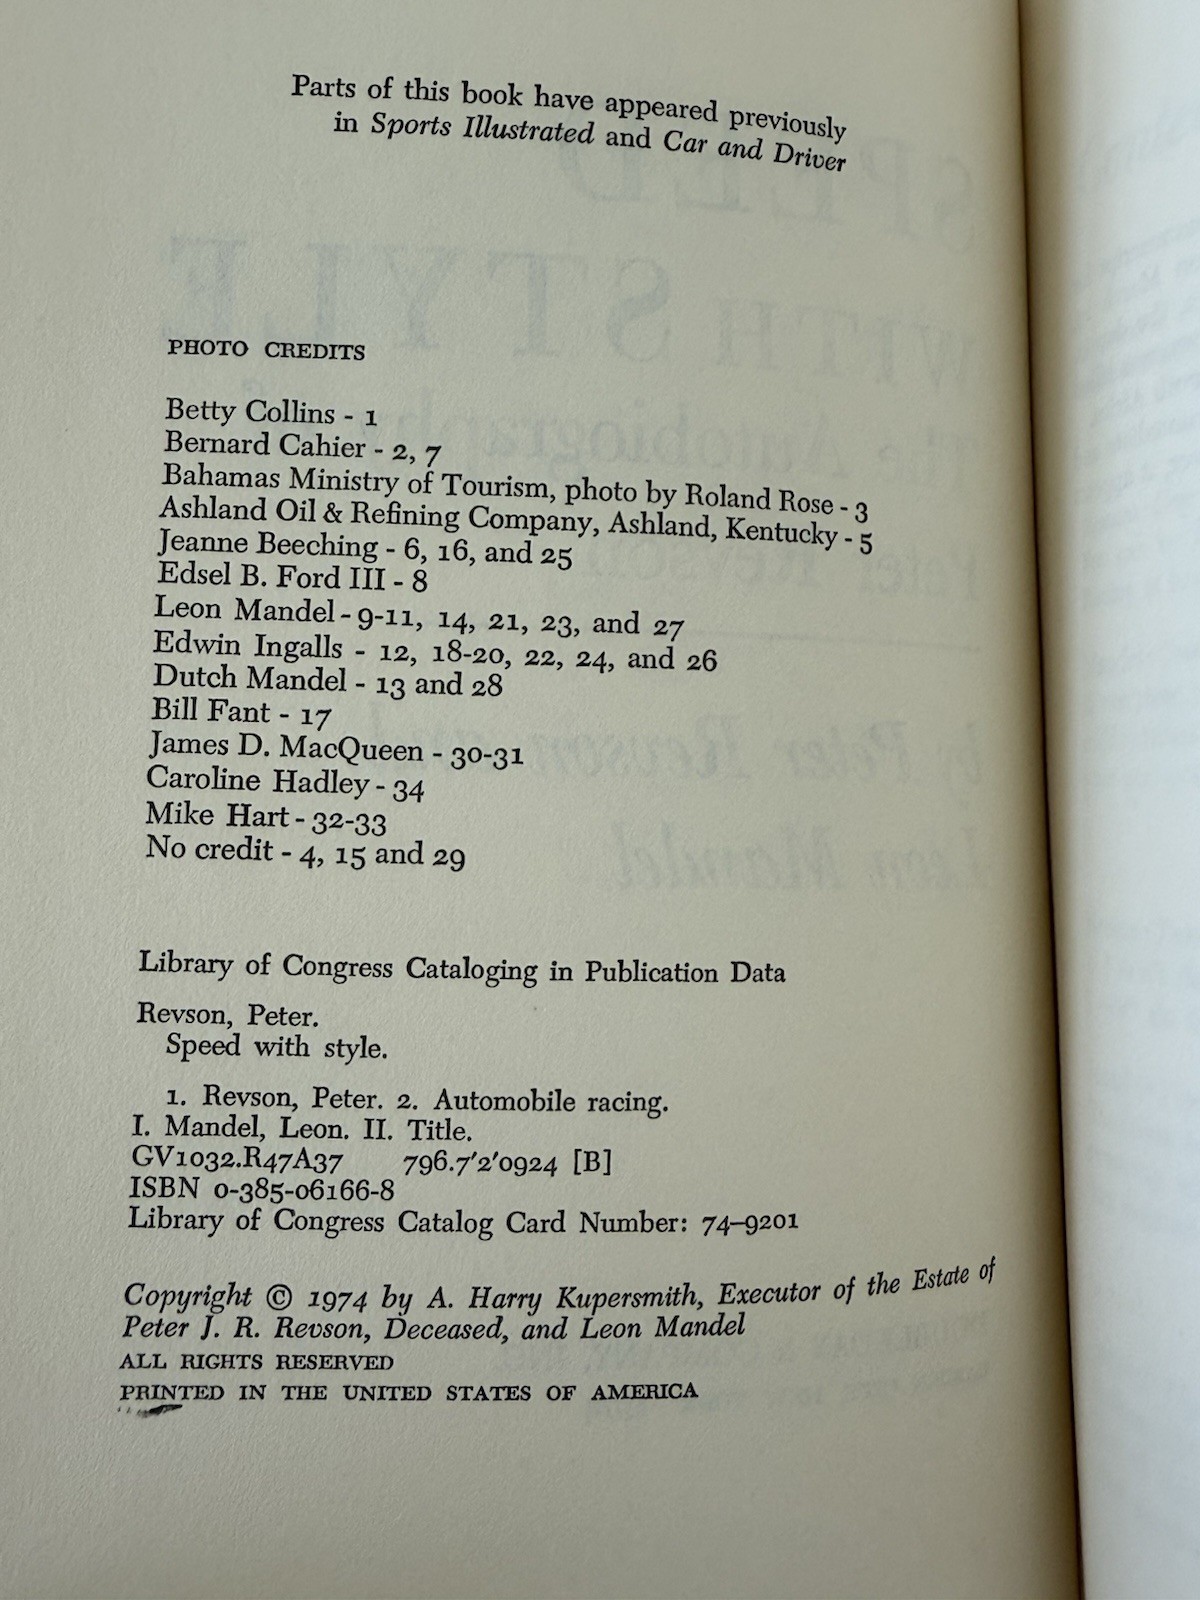 Parts of this book have appeared previously
in Sports Illustrated and Car and Driver
PHOTO CREDITS
Betty Collins - 1
Bernard Cahier - 2, 7
Bahamas Ministry of Tourism, photo by Roland Rose - 3
Ashland Oil & Refining Company, Ashland, Kentucky - 5
Jeanne Beeching - 6, 16, and 25
Edsel B. Ford III - 8
Leon Mandel - 9-11, 14, 21, 23, and 27
Edwin Ingalls - 12, 18-20, 22, 24, and 26
Dutch Mandel - 13 and 28
Bill Fant - 17
James D. MacQueen - 30-31
Caroline Hadley - 34
Mike Hart - 32-33
No credit - 4, 15 and 29
Library of Congress Cataloging in Publication Data
Revson, Peter.
Speed with style.
1. Revson, Peter. 2. Automobile racing.
I. Mandel, Leon. II. Title.
GV1032.R47A37 796.7'2'0924 [B]
ISBN 0-385-06166-8
Library of Congress Catalog Card Number: 74–9201
Copyright © 1974 by A. Harry Kupersmith, Executor of the Estate of
Peter J. R. Revson, Deceased, and Leon Mandel
ALL RIGHTS RESERVED
PRINTED IN THE UNITED STATES OF AMERICA